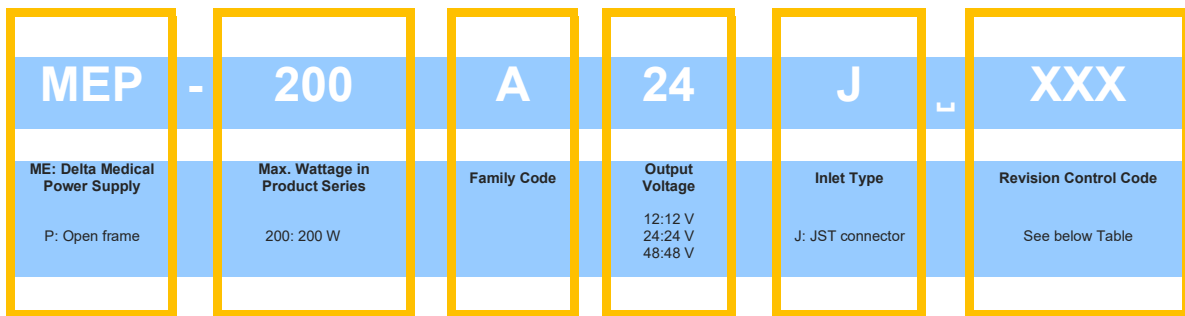 MEP - 200 A 24 J ␣ XXX
ME: Delta Medical
Power Supply
P: Open frame
Max. Wattage in
Product Series
200: 200 W
Family Code
Output
Voltage
12:12 V
24:24 V
48:48 V
Inlet Type
J: JST connector
Revision Control Code
See below Table